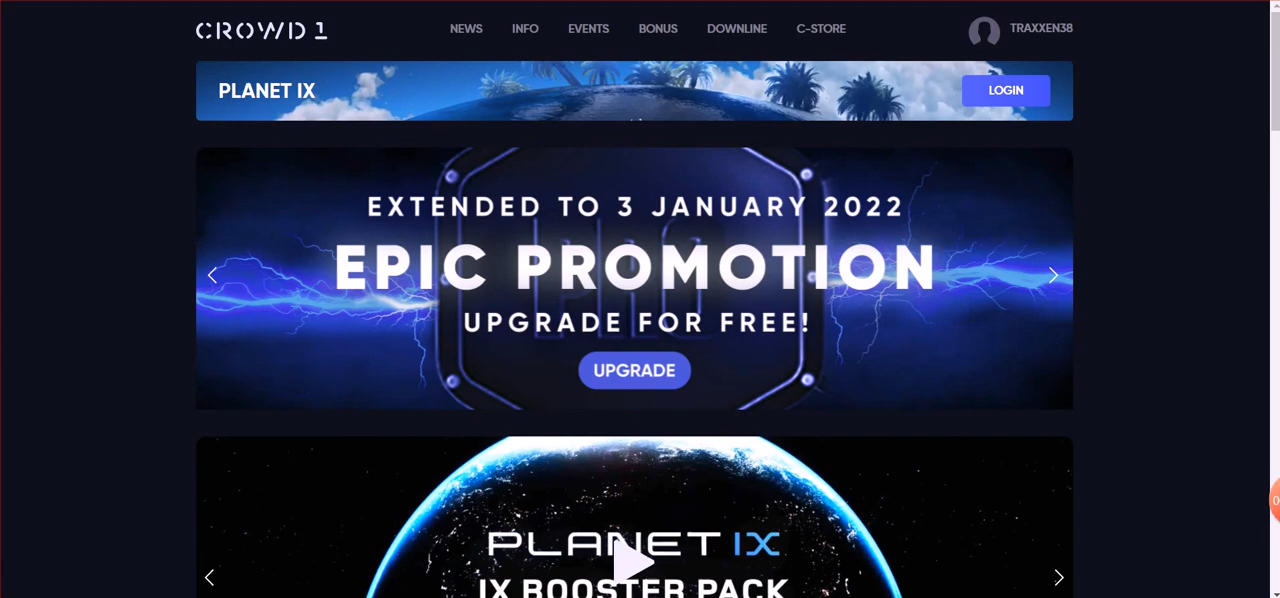 CROWD 1
NEWS INFO EVENTS BONUS DOWNLINE C-STORE
TRAXXEN38
PLANET IX
LOGIN
EXTENDED TO 3 JANUARY 2022
EPIC PROMOTION
UPGRADE FOR FREE!
PRO
UPGRADE
PLANET IX
IX BOOSTER PACK